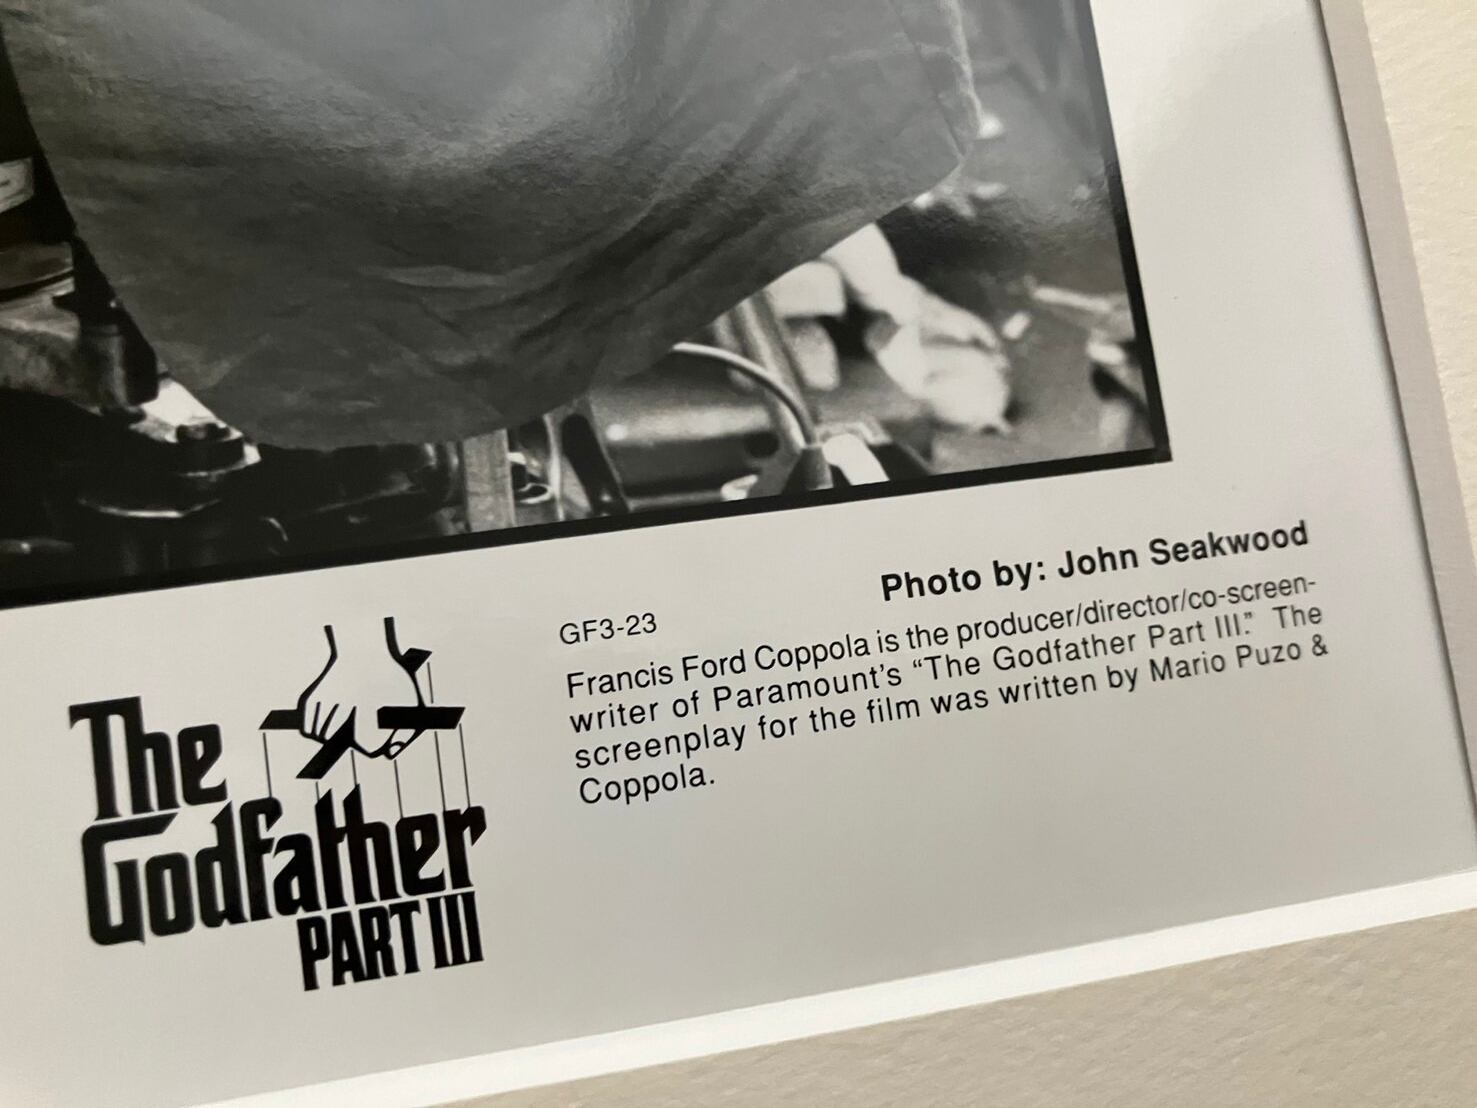 Photo by: John Seakwood
GF3-23
Francis Ford Coppola is the producer/director/co-screen-
writer of Paramount's “The Godfather Part III.” The
screenplay for the film was written by Mario Puzo &
Coppola.
The
Godfather
PART III